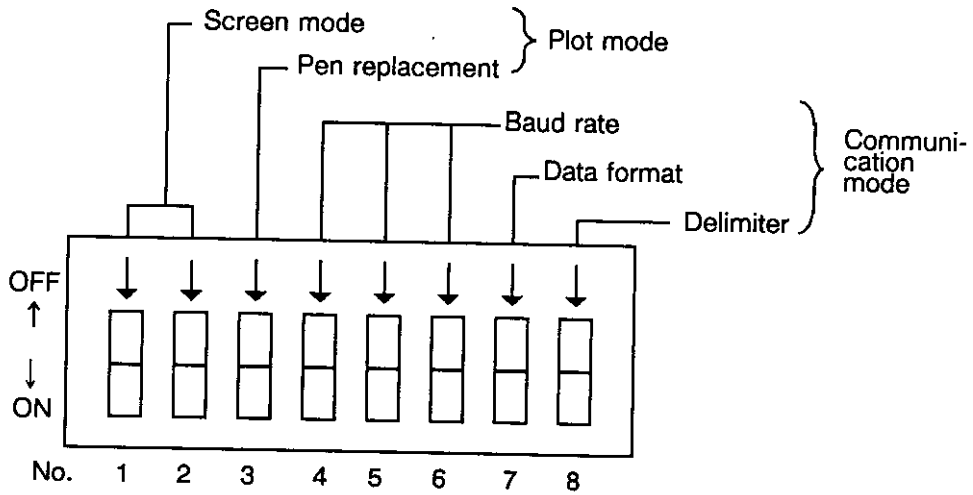 Screen mode
Plot mode
Pen replacement
Baud rate
Communi-
cation
mode
Data format
Delimiter
OFF
ON
No. 1 2 3 4 5 6 7 8